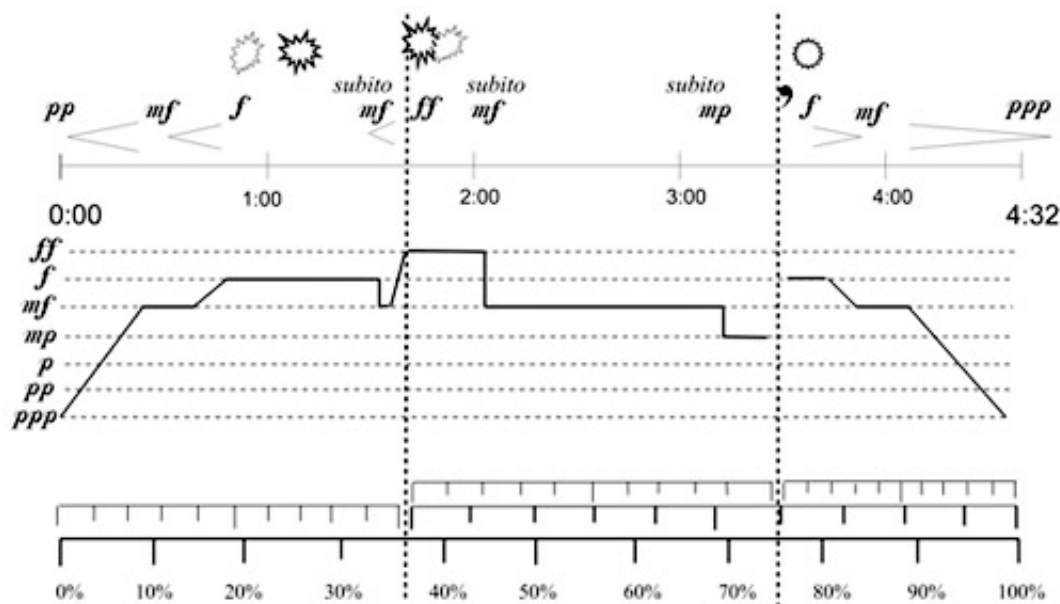 subito subito subito
pp mf f mf ff mf mp , f mf ppp
1:00 2:00 3:00 4:00
0:00 4:32
ff
f
mf
mp
p
pp
ppp
0% 10% 20% 30% 40% 50% 60% 70% 80% 90% 100%